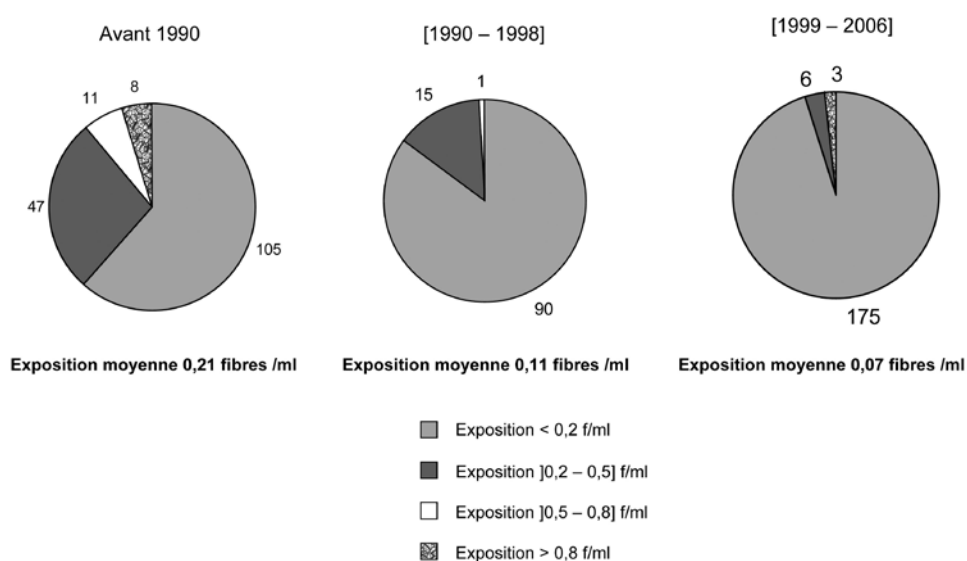 Avant 1990
[1990 – 1998]
[1999 – 2006]
8
11
47
105
1
15
90
3
6
175
Exposition moyenne 0,21 fibres /ml
Exposition moyenne 0,11 fibres /ml
Exposition moyenne 0,07 fibres /ml
Exposition < 0,2 f/ml
Exposition ]0,2 – 0,5] f/ml
Exposition ]0,5 – 0,8] f/ml
Exposition > 0,8 f/ml